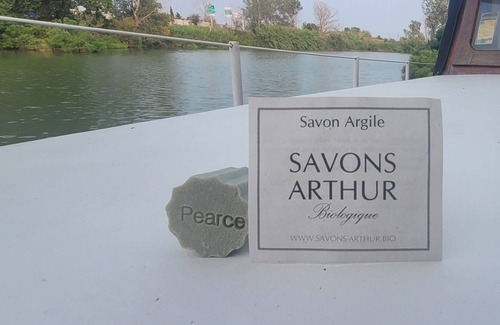 Pearce
Savon Argile
SAVONS
ARTHUR
Biologique
WWW.SAVONS-ARTHUR.BIO